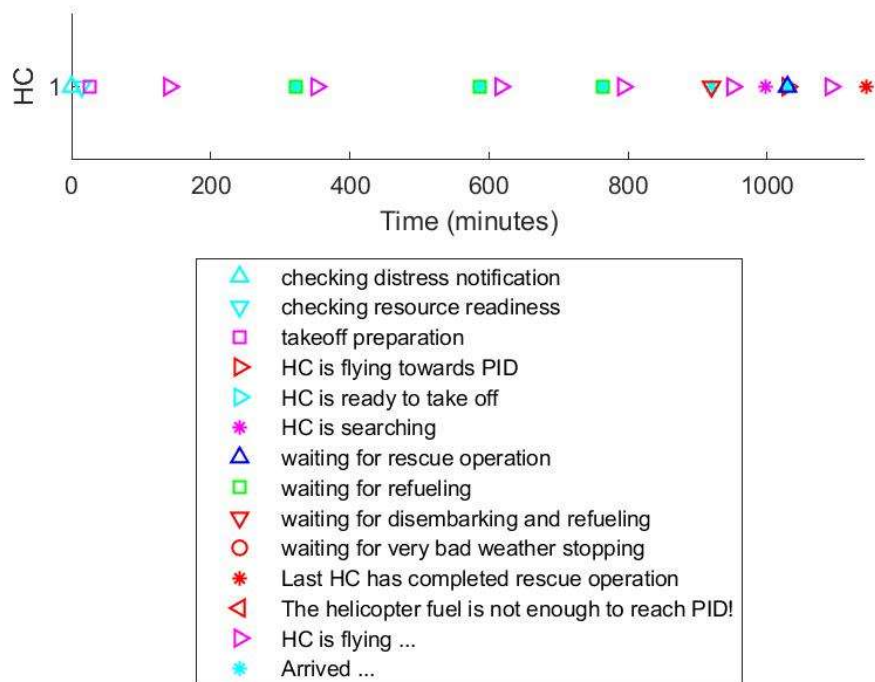 HC
1
0 200 400 600 800 1000
Time (minutes)
checking distress notification
checking resource readiness
takeoff preparation
HC is flying towards PID
HC is ready to take off
HC is searching
waiting for rescue operation
waiting for refueling
waiting for disembarking and refueling
waiting for very bad weather stopping
Last HC has completed rescue operation
The helicopter fuel is not enough to reach PID!
HC is flying ...
Arrived ...